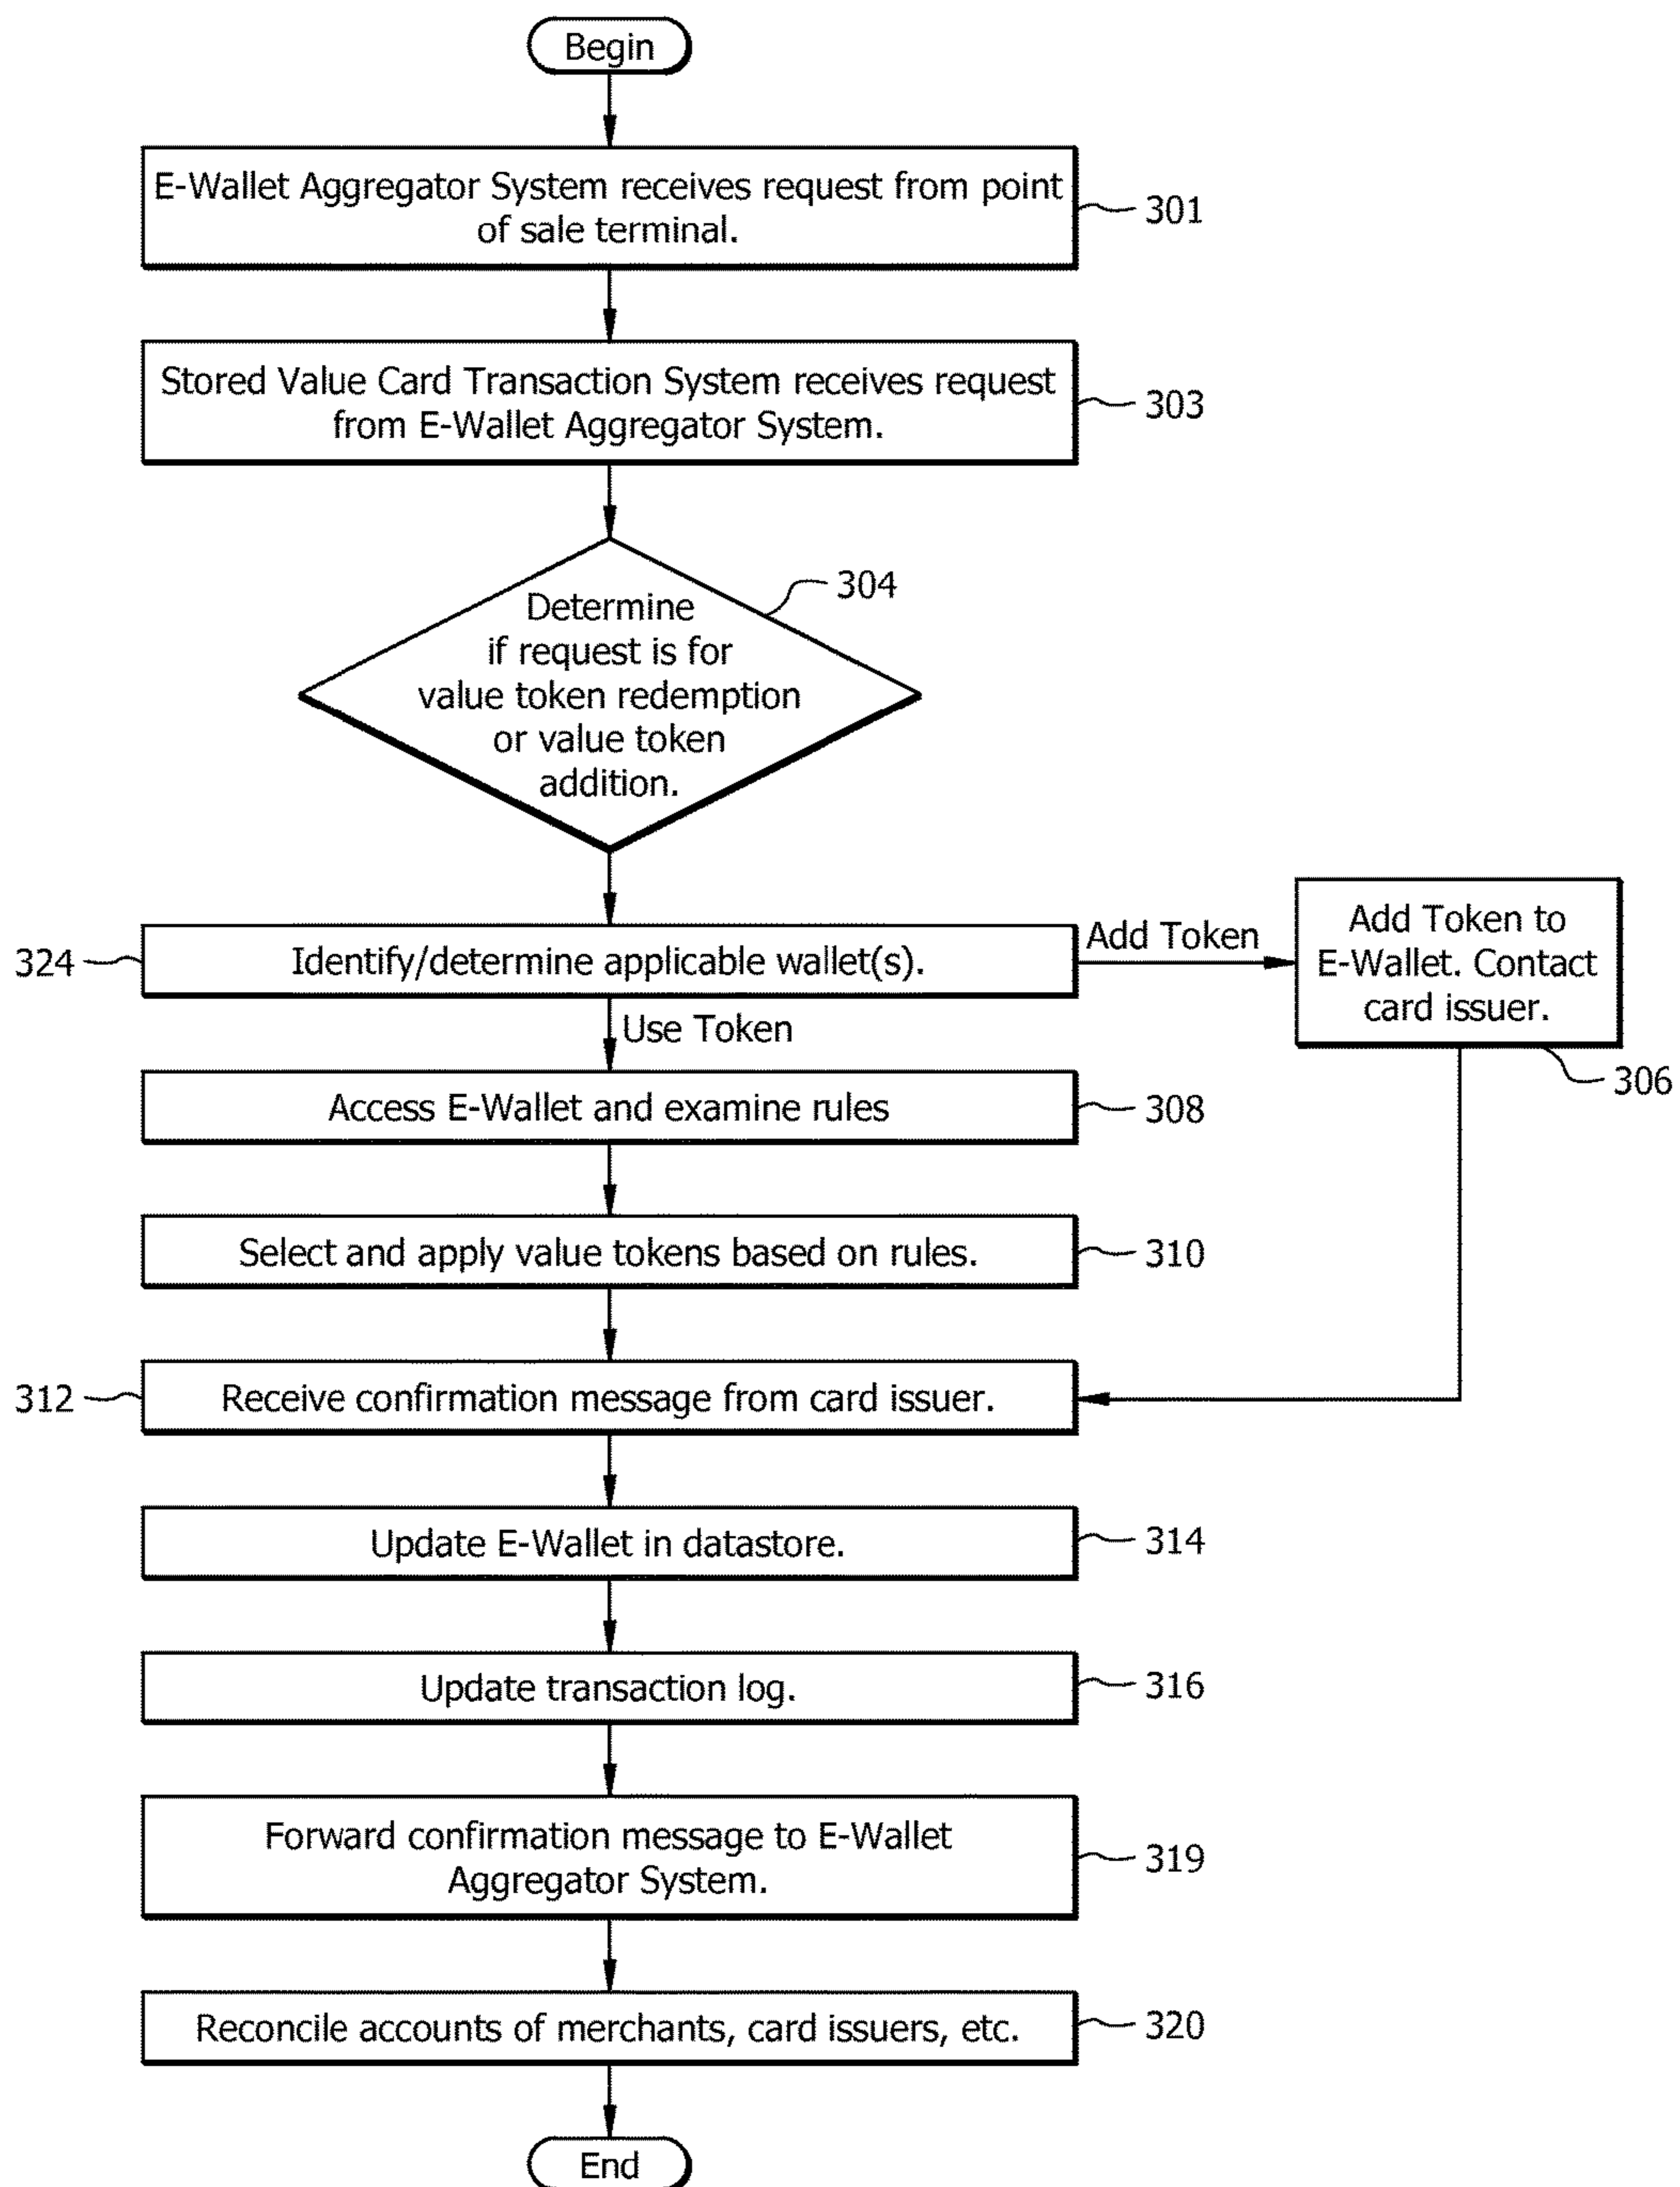 Begin
E-Wallet Aggregator System receives request from point
of sale terminal.
301
Stored Value Card Transaction System receives request
from E-Wallet Aggregator System.
303
304
Determine
if request is for
value token redemption
or value token
addition.
324
Identify/determine applicable wallet(s).
Add Token
Add Token to
E-Wallet. Contact
card issuer.
306
Use Token
Access E-Wallet and examine rules
308
Select and apply value tokens based on rules.
310
312
Receive confirmation message from card issuer.
Update E-Wallet in datastore.
314
Update transaction log.
316
Forward confirmation message to E-Wallet
Aggregator System.
319
Reconcile accounts of merchants, card issuers, etc.
320
End